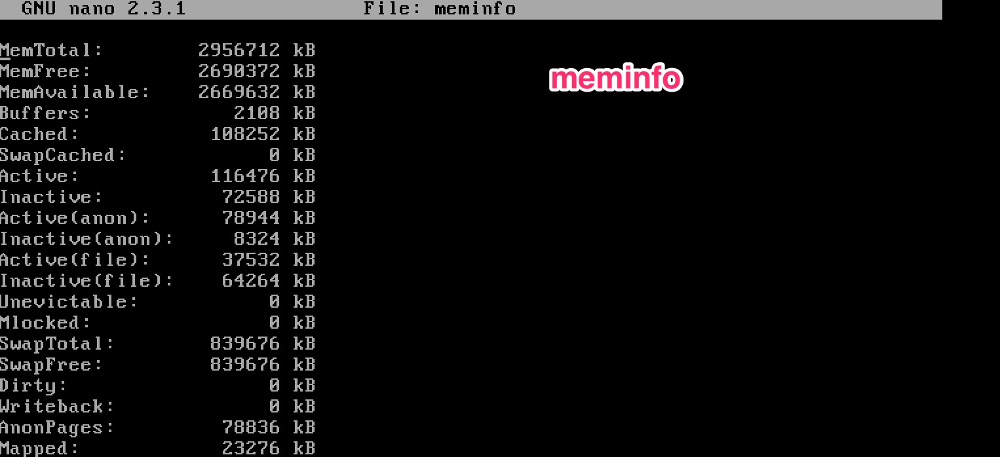 GNU nano 2.3.1 File: meminfo
MemTotal: 2956712 kB
MemFree: 2690372 kB
meminfo
MemAvailable: 2669632 kB
Buffers: 2108 kB
Cached: 108252 kB
SwapCached: 0 kB
Active: 116476 kB
Inactive: 72588 kB
Active(anon): 78944 kB
Inactive(anon): 8324 kB
Active(file): 37532 kB
Inactive(file): 64264 kB
Unevictable: 0 kB
Mlocked: 0 kB
SwapTotal: 839676 kB
SwapFree: 839676 kB
Dirty: 0 kB
Writeback: 0 kB
AnonPages: 78836 kB
Mapped: 23276 kB